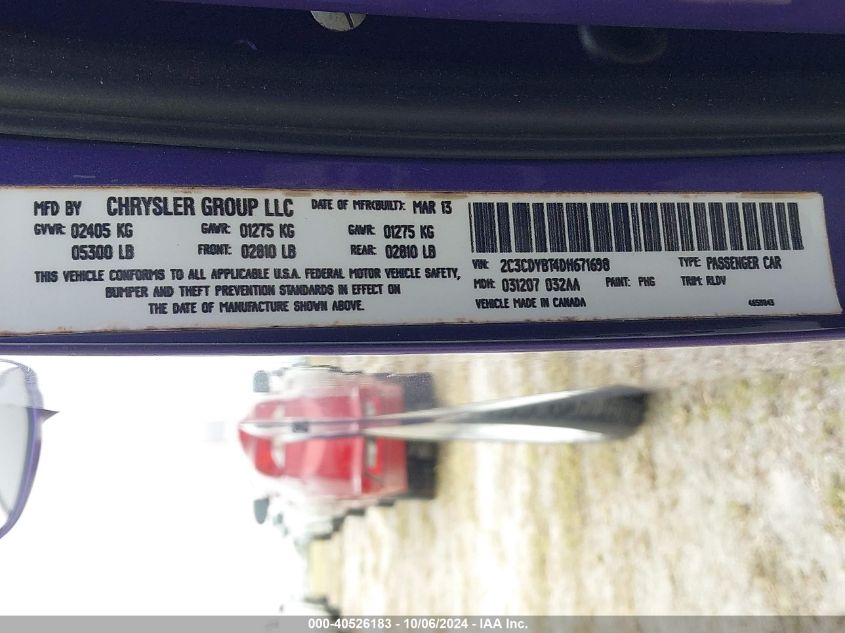 MFD BY CHRYSLER GROUP LLC DATE OF MFR(BUILT): MAR 13
GVWR: 02405 KG GAWR: 01275 KG GAWR: 01275 KG
05300 LB FRONT: 02810 LB REAR: 02810 LB
THIS VEHICLE CONFORMS TO ALL APPLICABLE U.S.A. FEDERAL MOTOR VEHICLE SAFETY,
BUMPER AND THEFT PREVENTION STANDARDS IN EFFECT ON
THE DATE OF MANUFACTURE SHOWN ABOVE.
VIN: 2C3CDYBT4DH671698 TYPE: PASSENGER CAR
MDH: 031207 032AA PAINT: PHG TRIM: RLDV
VEHICLE MADE IN CANADA
000-40526183 - 10/06/2024 - IAA Inc.